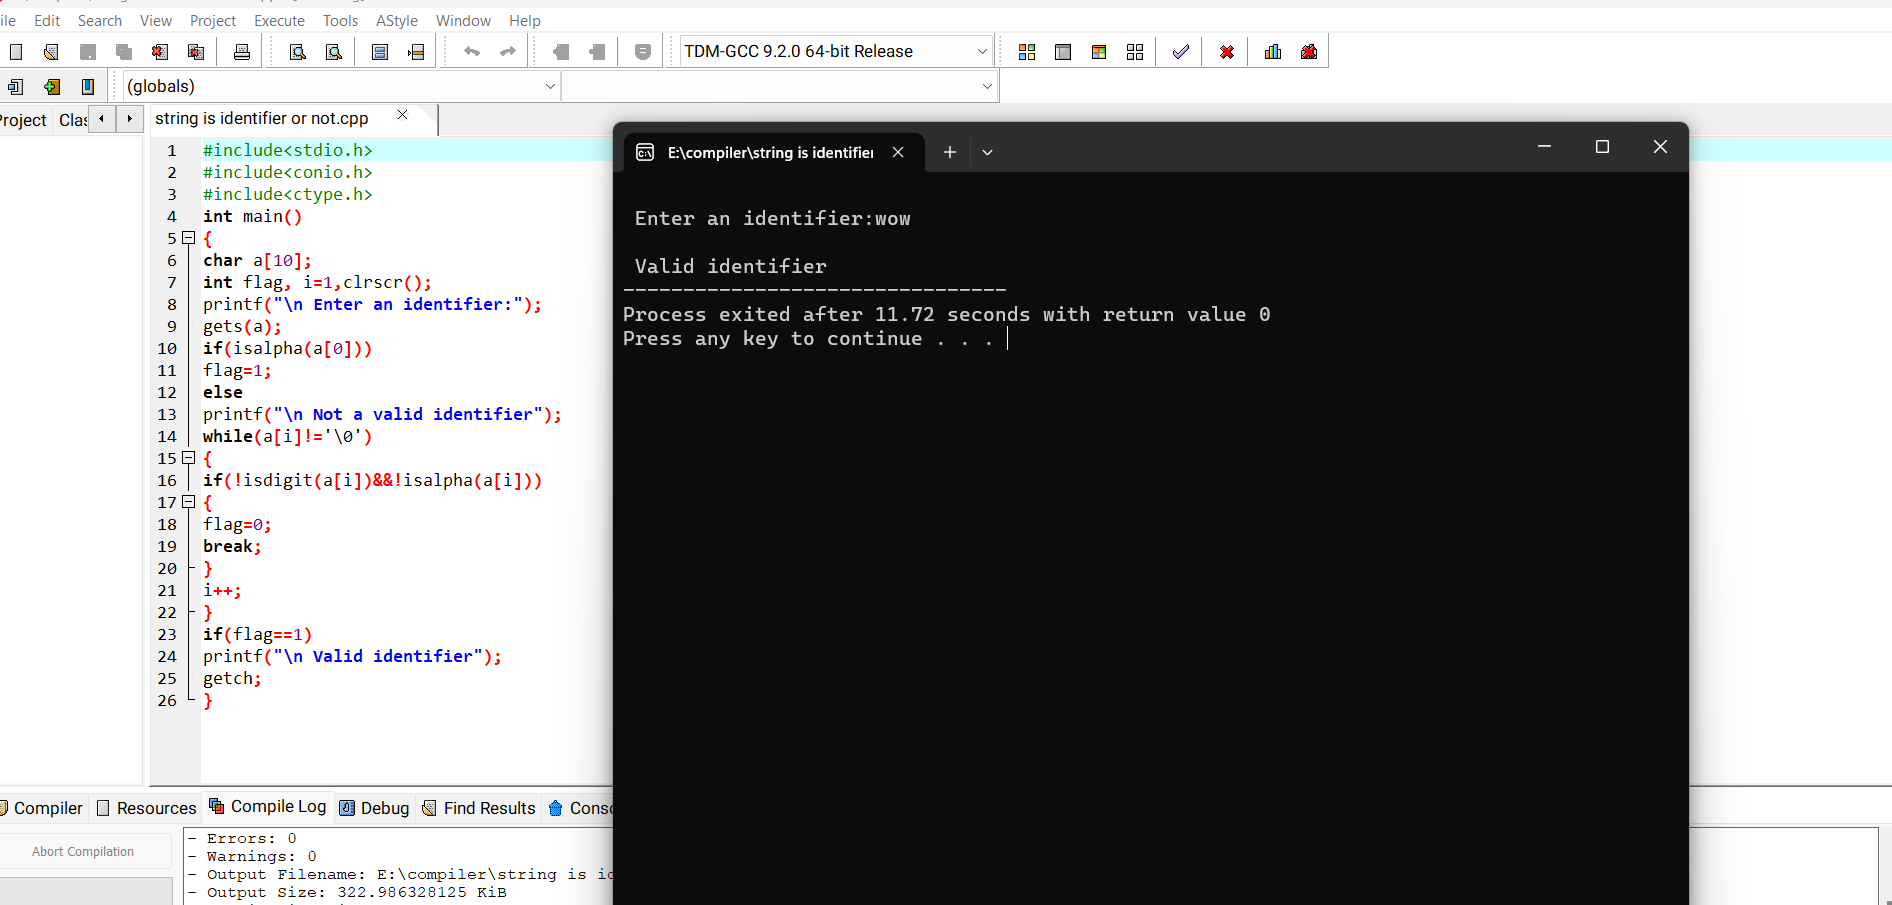 ile Edit Search View Project Execute Tools AStyle Window Help
TDM-GCC 9.2.0 64-bit Release
(globals)
Project Clas
string is identifier or not.cpp
1 #include<stdio.h>
2 #include<conio.h>
3 #include<ctype.h>
4 int main()
5 {
6 char a[10];
7 int flag, i=1,clrscr();
8 printf("\n Enter an identifier:");
9 gets(a);
10 if(isalpha(a[0]))
11 flag=1;
12 else
13 printf("\n Not a valid identifier");
14 while(a[i]!='\0')
15 {
16 if(!isdigit(a[i])&&!isalpha(a[i]))
17 {
18 flag=0;
19 break;
20 }
21 i++;
22 }
23 if(flag==1)
24 printf("\n Valid identifier");
25 getch;
26 }
E:\compiler\string is identifier
Enter an identifier:wow
Valid identifier
--------------------------------
Process exited after 11.72 seconds with return value 0
Press any key to continue . . .
Compiler Resources Compile Log Debug Find Results Conso
Abort Compilation
- Errors: 0
- Warnings: 0
- Output Filename: E:\compiler\string is id
- Output Size: 322.986328125 KiB